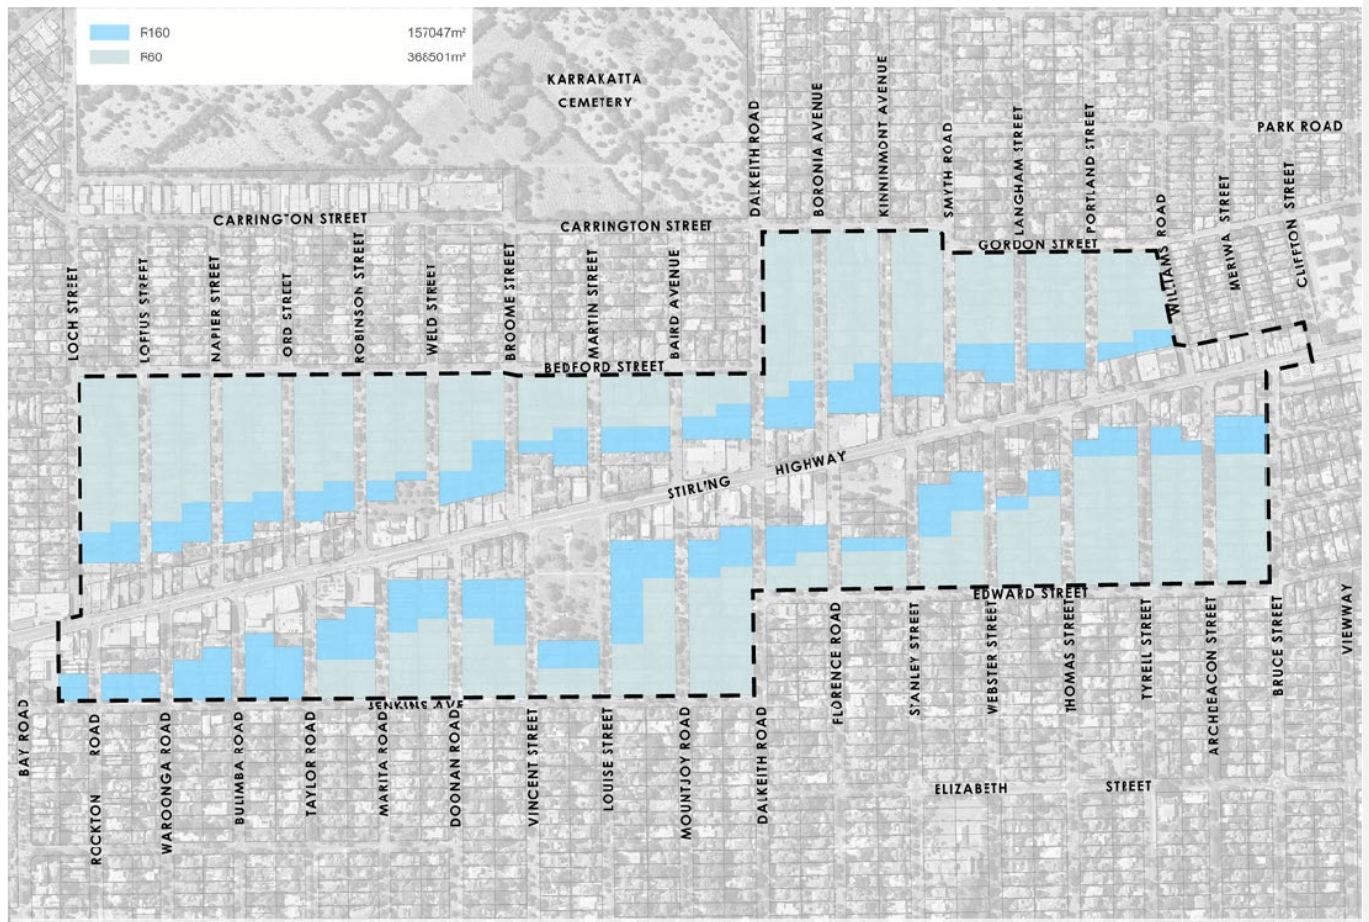 R160 157047m²
R60 368501m²
KARRAKATTA
CEMETERY
PARK ROAD
DALKEITH ROAD
BORONIA AVENUE
KINNINMONT AVENUE
SMYTH ROAD
LANGHAM STREET
PORTLAND STREET
WILLIAMS ROAD
MERIWA STREET
CLIFFTON STREET
CARRINGTON STREET
CARRINGTON STREET
GORDON STREET
LOCH STREET
LOFTUS STREET
NAPIER STREET
ORD STREET
ROBINSON STREET
WELD STREET
BROOME STREET
MARTIN STREET
BAIRD AVENUE
BEDFORD STREET
STIRLING HIGHWAY
EDWARD STREET
JENKINS AVE
BAY ROAD
ROCKTON ROAD
WAROONGA ROAD
BULIMBA ROAD
TAYLOR ROAD
MARITA ROAD
DOONAN ROAD
VINCENT STREET
LOUISE STREET
MOUNTJOY ROAD
DALKEITH ROAD
FLORENCE ROAD
STANLEY STREET
WEBSTER STREET
THOMAS STREET
TYRELL STREET
ARCHDEACON STREET
BRUCE STREET
VIEWWAY
ELIZABETH STREET